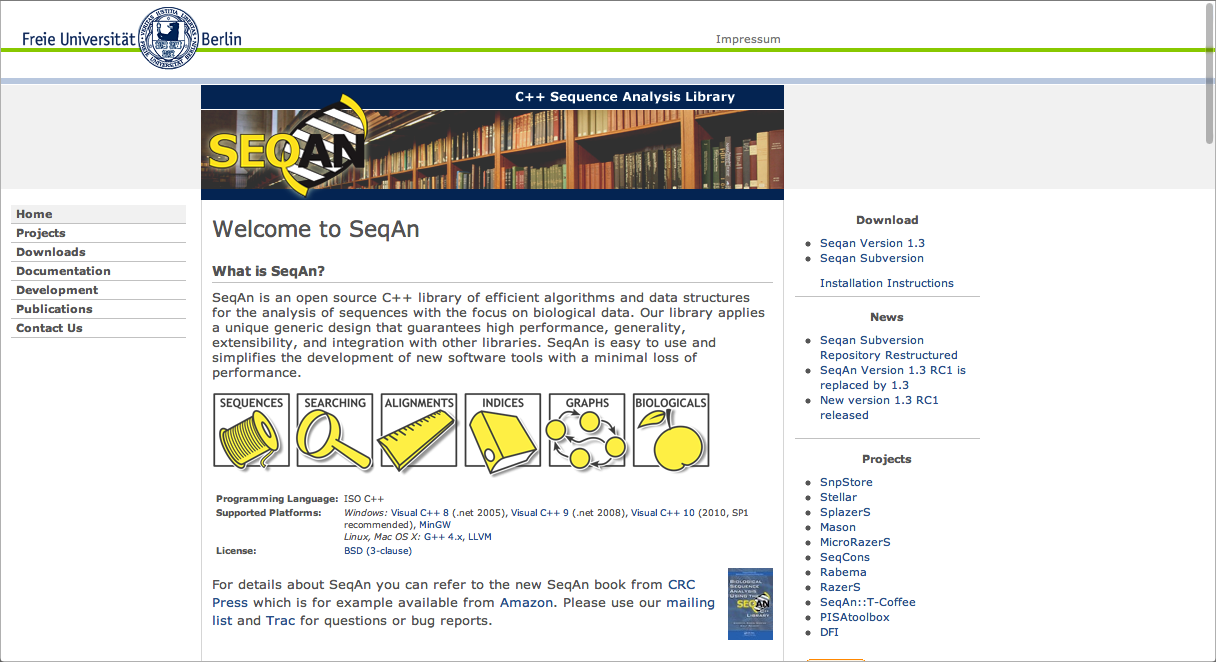 Freie Universität Berlin
Impressum
C++ Sequence Analysis Library
SEQAN
Home
Projects
Downloads
Documentation
Development
Publications
Contact Us
Welcome to SeqAn
What is SeqAn?
SeqAn is an open source C++ library of efficient algorithms and data structures
for the analysis of sequences with the focus on biological data. Our library applies
a unique generic design that guarantees high performance, generality,
extensibility, and integration with other libraries. SeqAn is easy to use and
simplifies the development of new software tools with a minimal loss of
performance.
SEQUENCES SEARCHING ALIGNMENTS INDICES GRAPHS BIOLOGICALS
Programming Language: ISO C++
Supported Platforms: Windows: Visual C++ 8 (.net 2005), Visual C++ 9 (.net 2008), Visual C++ 10 (2010, SP1
recommended), MinGW
Linux, Mac OS X: G++ 4.x, LLVM
License: BSD (3-clause)
For details about SeqAn you can refer to the new SeqAn book from CRC
Press which is for example available from Amazon. Please use our mailing
list and Trac for questions or bug reports.
BIOLOGICAL
SEQUENCE
ANALYSIS
USING THE
SEQAN
LIBRARY
Download
Seqan Version 1.3
Seqan Subversion
Installation Instructions
News
Seqan Subversion
Repository Restructured
SeqAn Version 1.3 RC1 is
replaced by 1.3
New version 1.3 RC1
released
Projects
SnpStore
Stellar
SplazerS
Mason
MicroRazerS
SeqCons
Rabema
RazerS
SeqAn::T-Coffee
PISAtoolbox
DFI